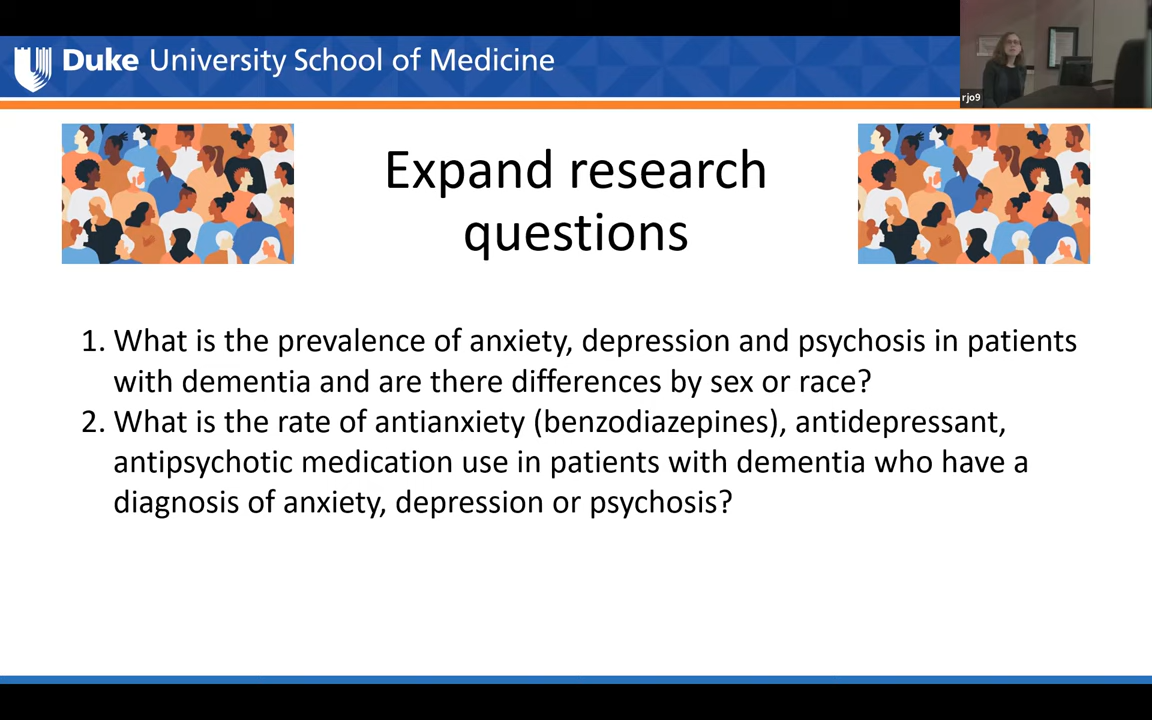 Duke University School of Medicine
rjo9
Expand research
questions
1. What is the prevalence of anxiety, depression and psychosis in patients
with dementia and are there differences by sex or race?
2. What is the rate of antianxiety (benzodiazepines), antidepressant,
antipsychotic medication use in patients with dementia who have a
diagnosis of anxiety, depression or psychosis?